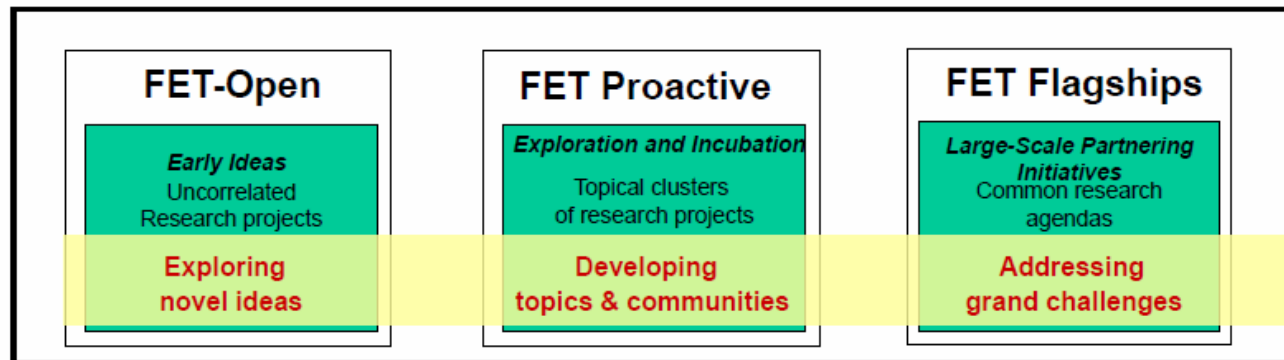 FET-Open
Early Ideas
Uncorrelated
Research projects
Exploring
novel ideas
FET Proactive
Exploration and Incubation
Topical clusters
of research projects
Developing
topics & communities
FET Flagships
Large-Scale Partnering
Initiatives
Common research
agendas
Addressing
grand challenges